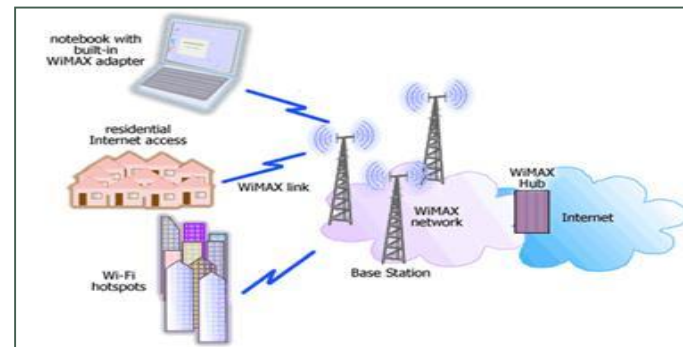 notebook with
built-in
WiMAX adapter
residential
Internet access
WiMAX link
Wi-Fi
hotspots
WiMAX
network
Base Station
WiMAX
Hub
Internet